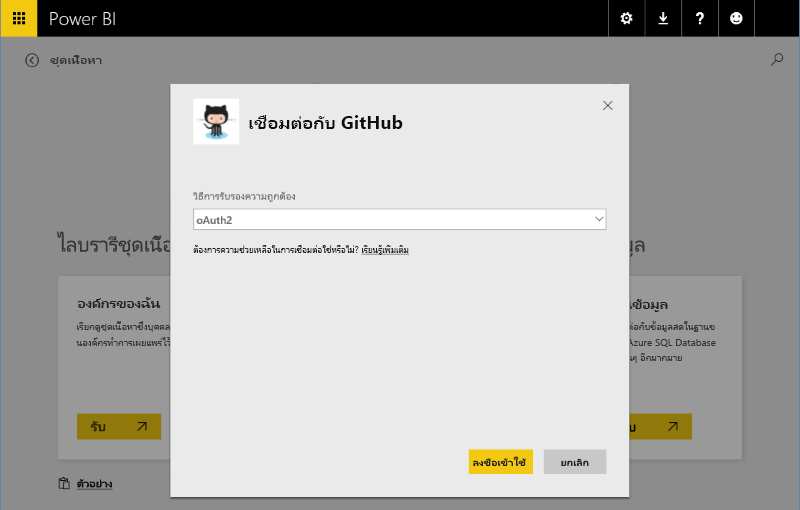 Power BI
?
ชุดเนื้อหา
เชื่อมต่อกับ GitHub
วิธีการรับรองความถูกต้อง
oAuth2
ต้องการความช่วยเหลือในการเชื่อมต่อใช่หรือไม่? เรียนรู้เพิ่มเติม
ไลบรารีชุดเนื้อ
องค์กรของฉัน
เรียกดูชุดเนื้อหาซึ่งบุคคล
นองค์กรทำการเผยแพร่ไว้
รับ
ข้อมูล
ต่อกับข้อมูลสดในฐานข
Azure SQL Database
นๆ อีกมากมาย
ลงชื่อเข้าใช้
ยกเลิก
ตัวอย่าง